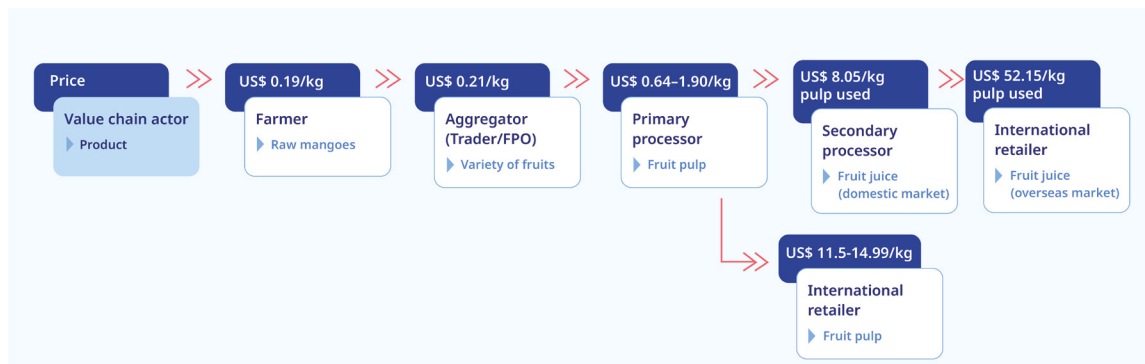 Price
Value chain actor
Product
US$ 0.19/kg
Farmer
Raw mangoes
US$ 0.21/kg
Aggregator
(Trader/FPO)
Variety of fruits
US$ 0.64–1.90/kg
Primary
processor
Fruit pulp
US$ 8.05/kg
pulp used
Secondary
processor
Fruit juice
(domestic market)
US$ 52.15/kg
pulp used
International
retailer
Fruit juice
(overseas market)
US$ 11.5-14.99/kg
International
retailer
Fruit pulp